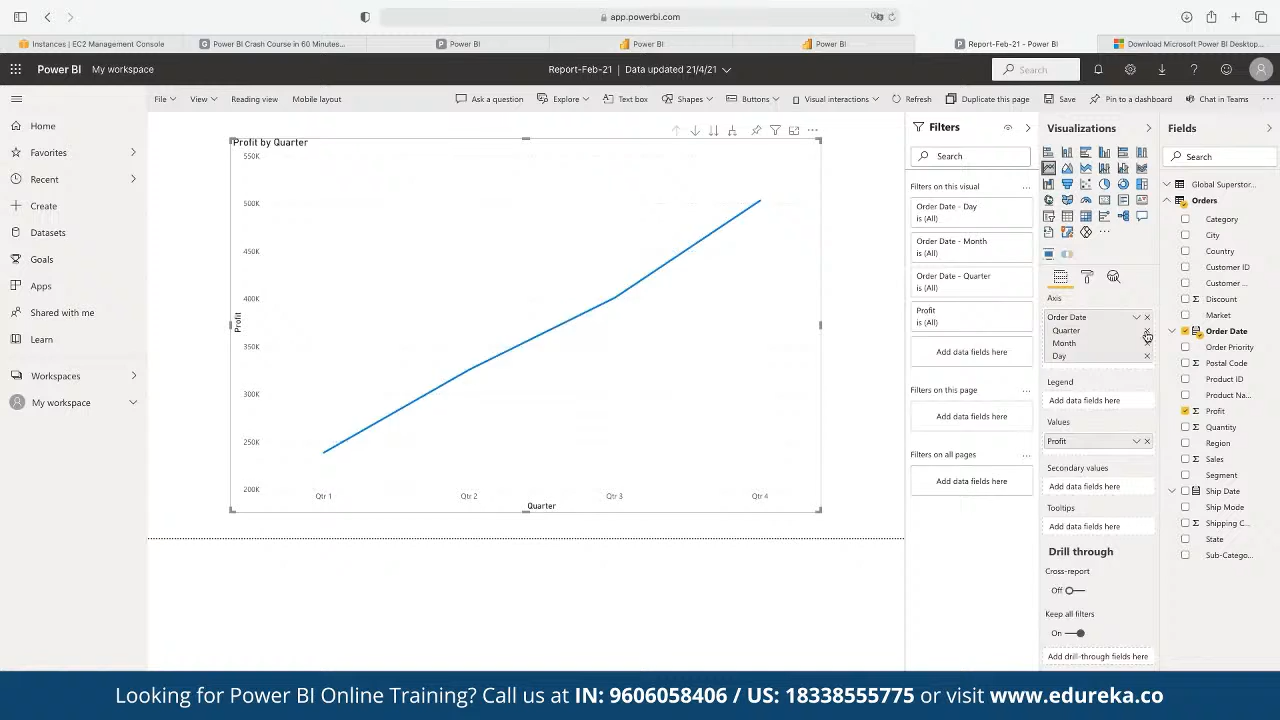 app.powerbi.com
Instances | EC2 Management Console
Power BI Crash Course in 60 Minutes...
Power BI
Power BI
Power BI
Report-Feb-21 - Power BI
Download Microsoft Power BI Desktop...
Power BI
My workspace
Report-Feb-21 | Data updated 21/4/21
Search
File
View
Reading view
Mobile layout
Ask a question
Explore
Text box
Shapes
Buttons
Visual interactions
Refresh
Duplicate this page
Save
Pin to a dashboard
Chat in Teams
Home
Favorites
Recent
Create
Datasets
Goals
Apps
Shared with me
Learn
Workspaces
My workspace
Profit by Quarter
550K
500K
450K
400K
350K
300K
250K
200K
Profit
Qtr 1
Qtr 2
Qtr 3
Qtr 4
Quarter
Filters
Search
Filters on this visual
Order Date - Day
is (All)
Order Date - Month
is (All)
Order Date - Quarter
is (All)
Profit
is (All)
Add data fields here
Filters on this page
Add data fields here
Filters on all pages
Add data fields here
Visualizations
Axis
Order Date
Quarter
Month
Day
Legend
Add data fields here
Values
Profit
Secondary values
Add data fields here
Tooltips
Add data fields here
Drill through
Cross-report
Off
Keep all filters
On
Add drill-through fields here
Fields
Search
Global Superstor...
Orders
Category
City
Country
Customer ID
Customer ...
Discount
Market
Order Date
Order Priority
Postal Code
Product ID
Product Na...
Profit
Quantity
Region
Sales
Segment
Ship Date
Ship Mode
Shipping C...
State
Sub-Catego...
Looking for Power BI Online Training? Call us at IN: 9606058406 / US: 18338555775 or visit www.edureka.co